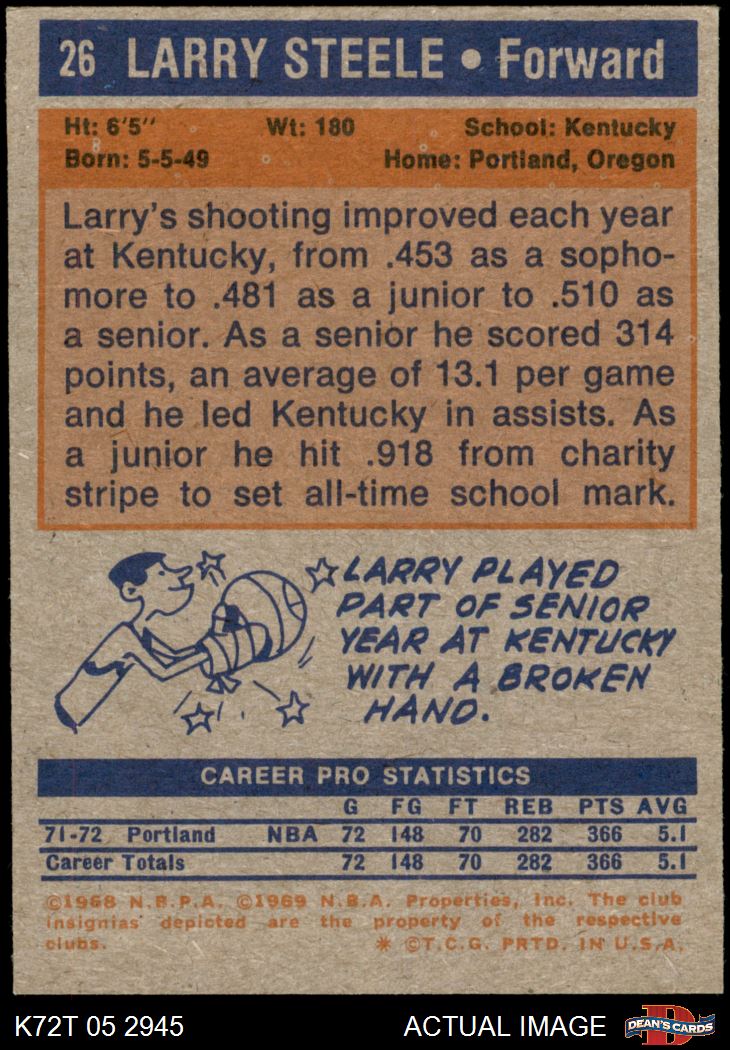 26 LARRY STEELE • Forward
Ht: 6'5" Wt: 180 School: Kentucky
Born: 5-5-49 Home: Portland, Oregon
Larry's shooting improved each year
at Kentucky, from .453 as a sopho-
more to .481 as a junior to .510 as
a senior. As a senior he scored 314
points, an average of 13.1 per game
and he led Kentucky in assists. As
a junior he hit .918 from charity
stripe to set all-time school mark.
LARRY PLAYED
PART OF SENIOR
YEAR AT KENTUCKY
WITH A BROKEN
HAND.
CAREER PRO STATISTICS
G FG FT REB PTS AVG
71-72 Portland NBA 72 148 70 282 366 5.1
Career Totals 72 148 70 282 366 5.1
©1968 N.B.P.A. ©1969 N.B.A. Properties, Inc. The club
insignias depicted are the property of the respective
clubs. * ©T.C.G. PRTD. IN U.S.A.
K72T 05 2945 ACTUAL IMAGE D DEAN'S CARDS